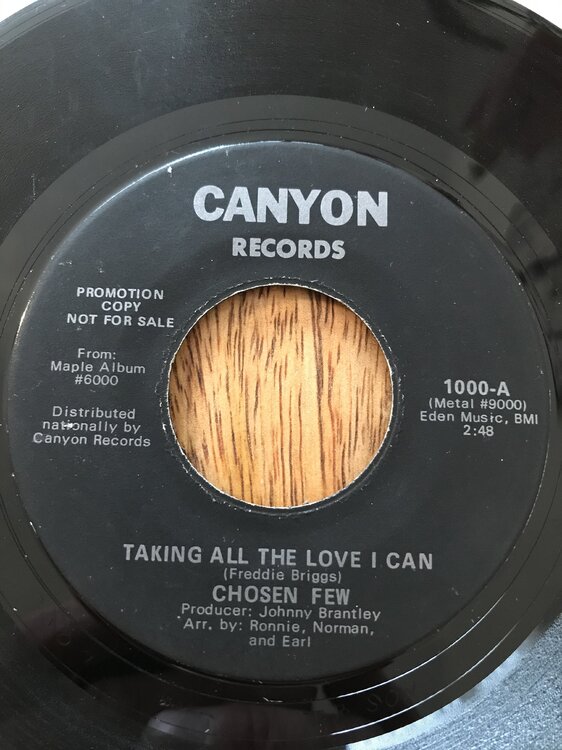 CANYON
RECORDS
PROMOTION
COPY
NOT FOR SALE
From:
Maple Album
#6000
Distributed
nationally by
Canyon Records
1000-A
(Metal #9000)
Eden Music, BMI
2:48
TAKING ALL THE LOVE I CAN
(Freddie Briggs)
CHOSEN FEW
Producer: Johnny Brantley
Arr. by: Ronnie, Norman,
and Earl